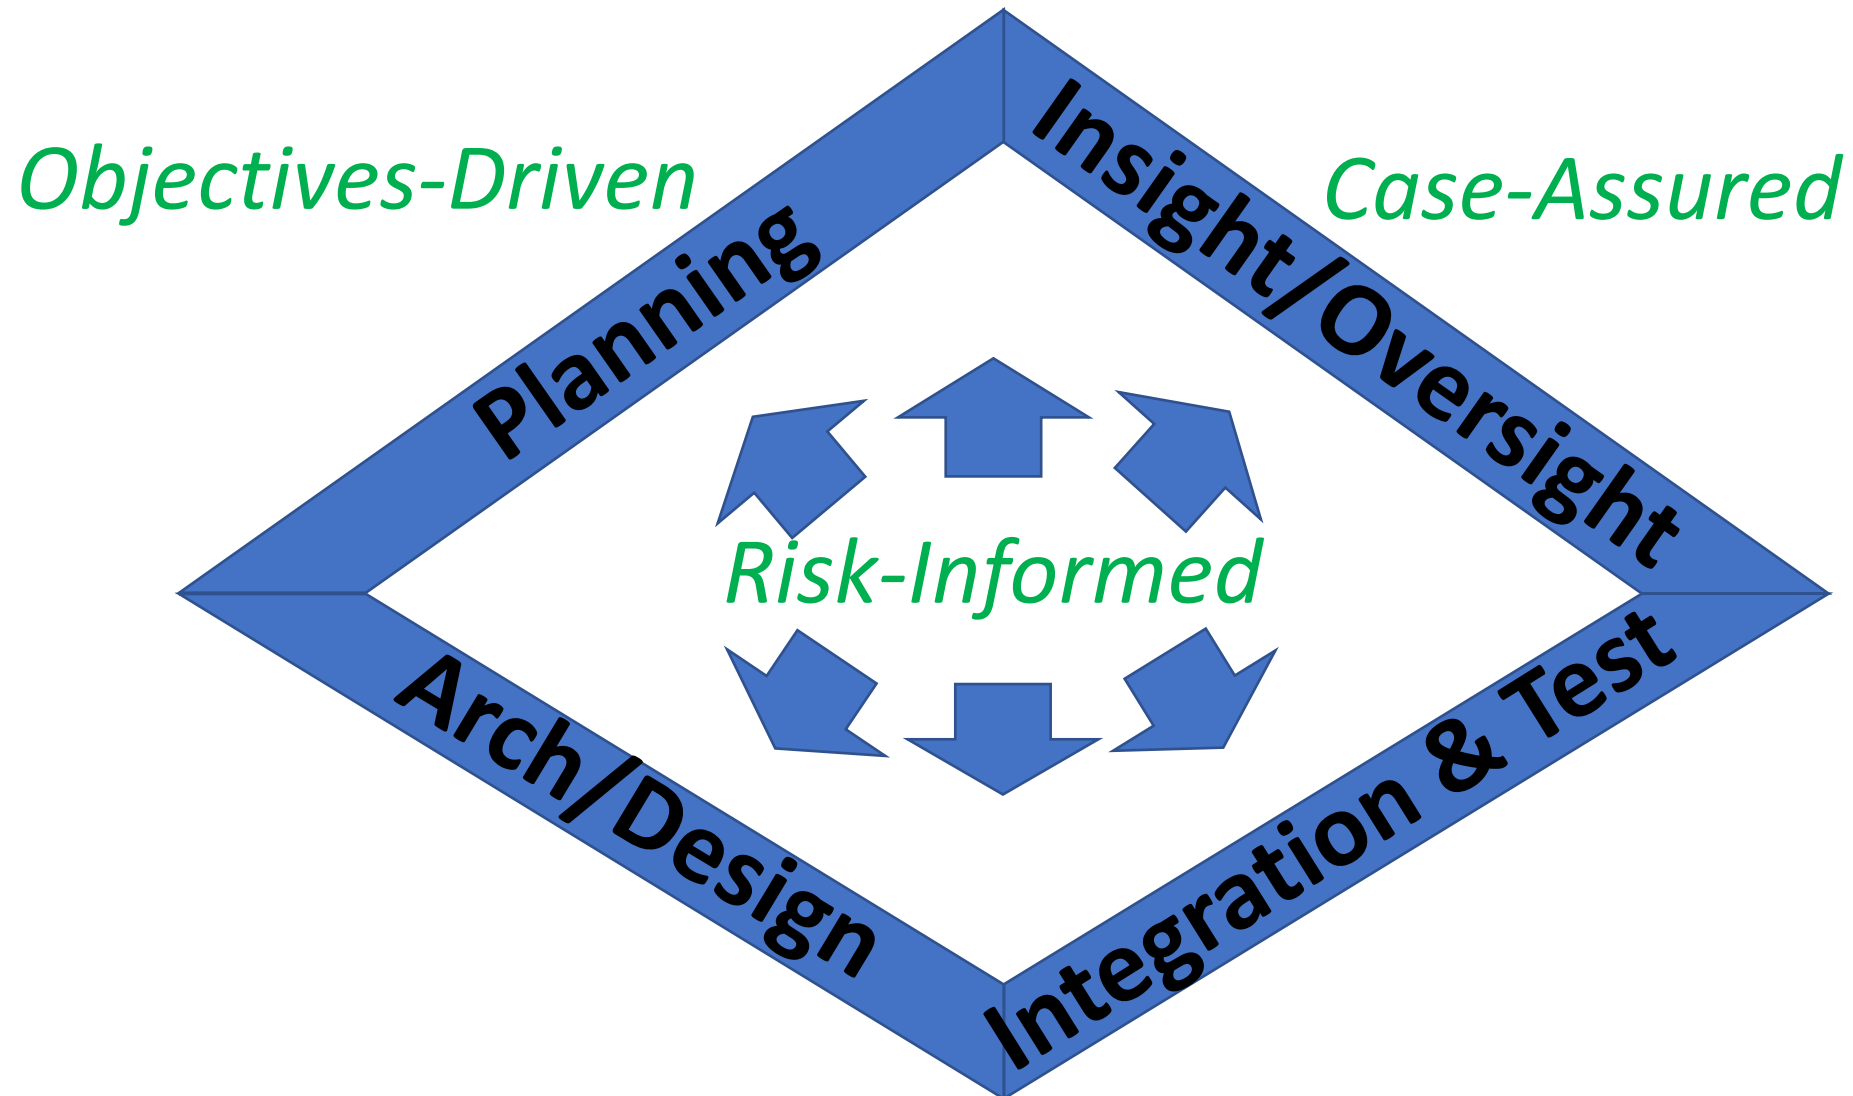 Objectives-Driven
Case-Assured
Planning
Insight/Oversight
Risk-Informed
Arch/Design
Integration & Test